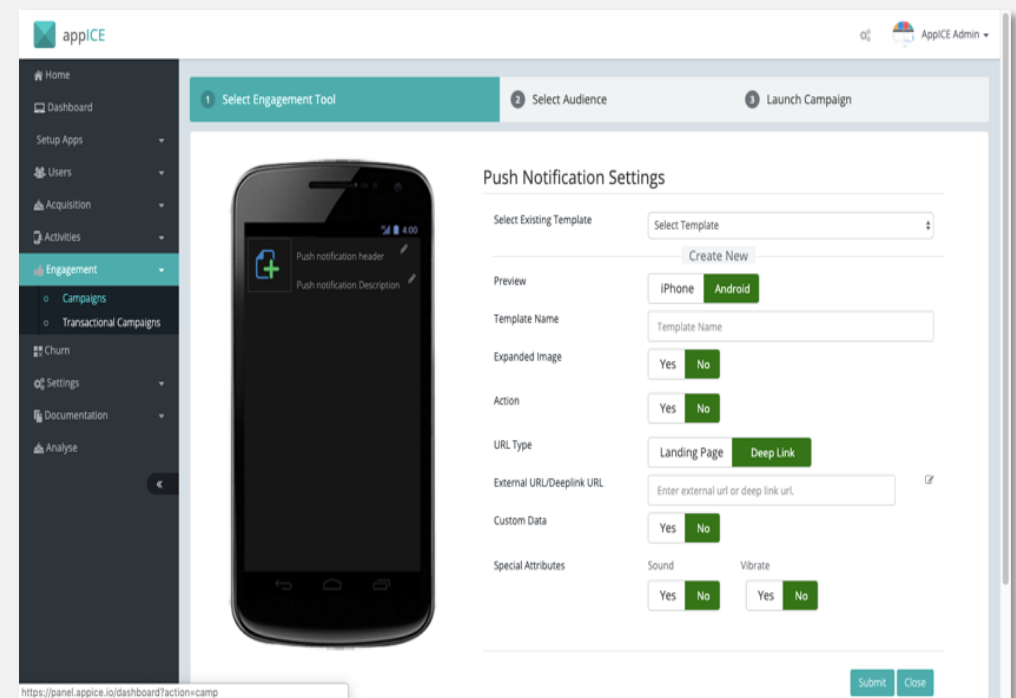 appICE
AppICE Admin
Home
Dashboard
Setup Apps
Users
Acquisition
Activities
Engagement
Campaigns
Transactional Campaigns
Churn
Settings
Documentation
Analyse
«
1 Select Engagement Tool
2 Select Audience
3 Launch Campaign
4:00
Push notification header
Push notification Description
Push Notification Settings
Select Existing Template
Select Template
Create New
Preview
iPhone Android
Template Name
Template Name
Expanded Image
Yes No
Action
Yes No
URL Type
Landing Page Deep Link
External URL/Deeplink URL
Enter external url or deep link url.
Custom Data
Yes No
Special Attributes
Sound Vibrate
Yes No Yes No
Submit Close
https://panel.appice.io/dashboard?action=camp